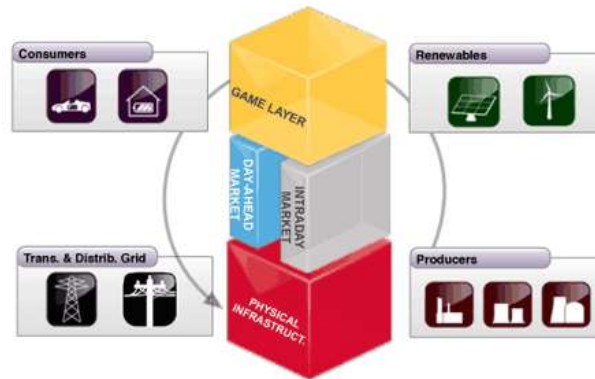 Consumers
Renewables
GAME LAYER
DAY-AHEAD
MARKET
INTRADAY
MARKET
Trans. & Distrib. Grid
Producers
PHYSICAL
INFRASTRUCT.